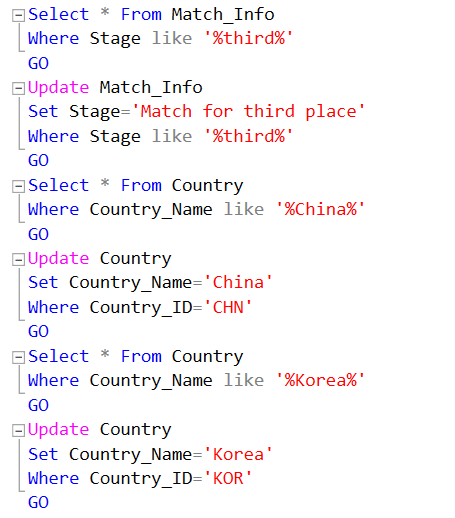 Select * From Match_Info
Where Stage like '%third%'
GO
Update Match_Info
Set Stage='Match for third place'
Where Stage like '%third%'
GO
Select * From Country
Where Country_Name like '%China%'
GO
Update Country
Set Country_Name='China'
Where Country_ID='CHN'
GO
Select * From Country
Where Country_Name like '%Korea%'
GO
Update Country
Set Country_Name='Korea'
Where Country_ID='KOR'
GO